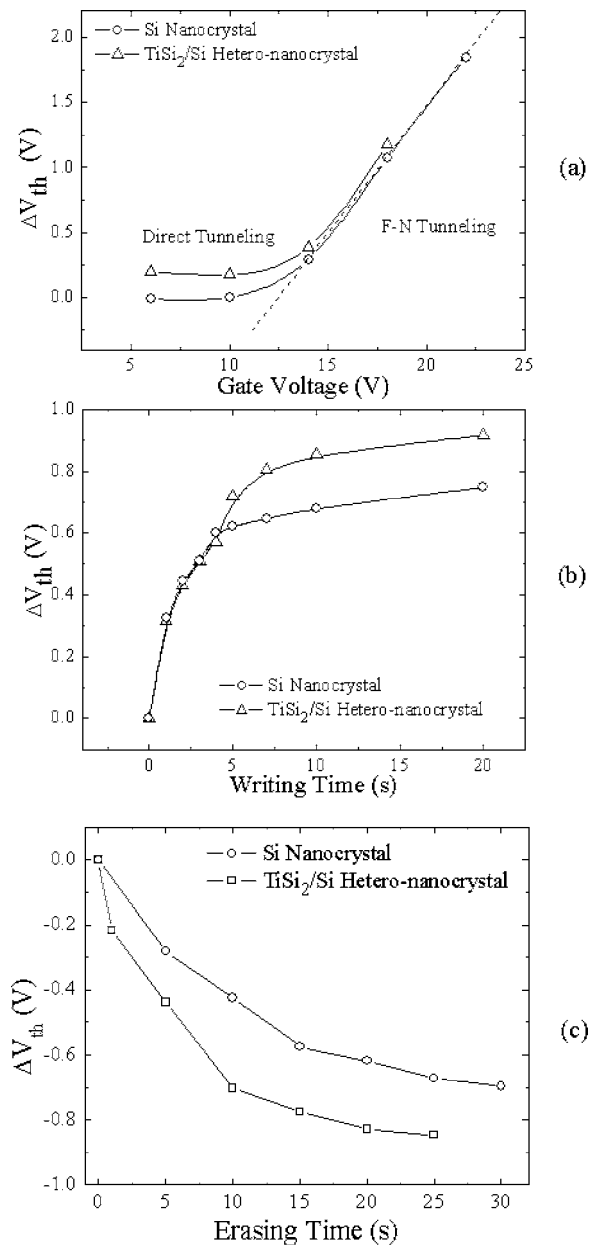 Si Nanocrystal
TiSi2/Si Hetero-nanocrystal
2.0
1.5
1.0
0.5
0.0
ΔVth (V)
Direct Tunneling
F-N Tunneling
(a)
5 10 15 20 25
Gate Voltage (V)
1.0
0.8
0.6
0.4
0.2
0.0
ΔVth (V)
(b)
Si Nanocrystal
TiSi2/Si Hetero-nanocrystal
0 5 10 15 20
Writing Time (s)
Si Nanocrystal
TiSi2/Si Hetero-nanocrystal
0.0
-0.2
-0.4
-0.6
-0.8
-1.0
ΔVth (V)
(c)
0 5 10 15 20 25 30
Erasing Time (s)